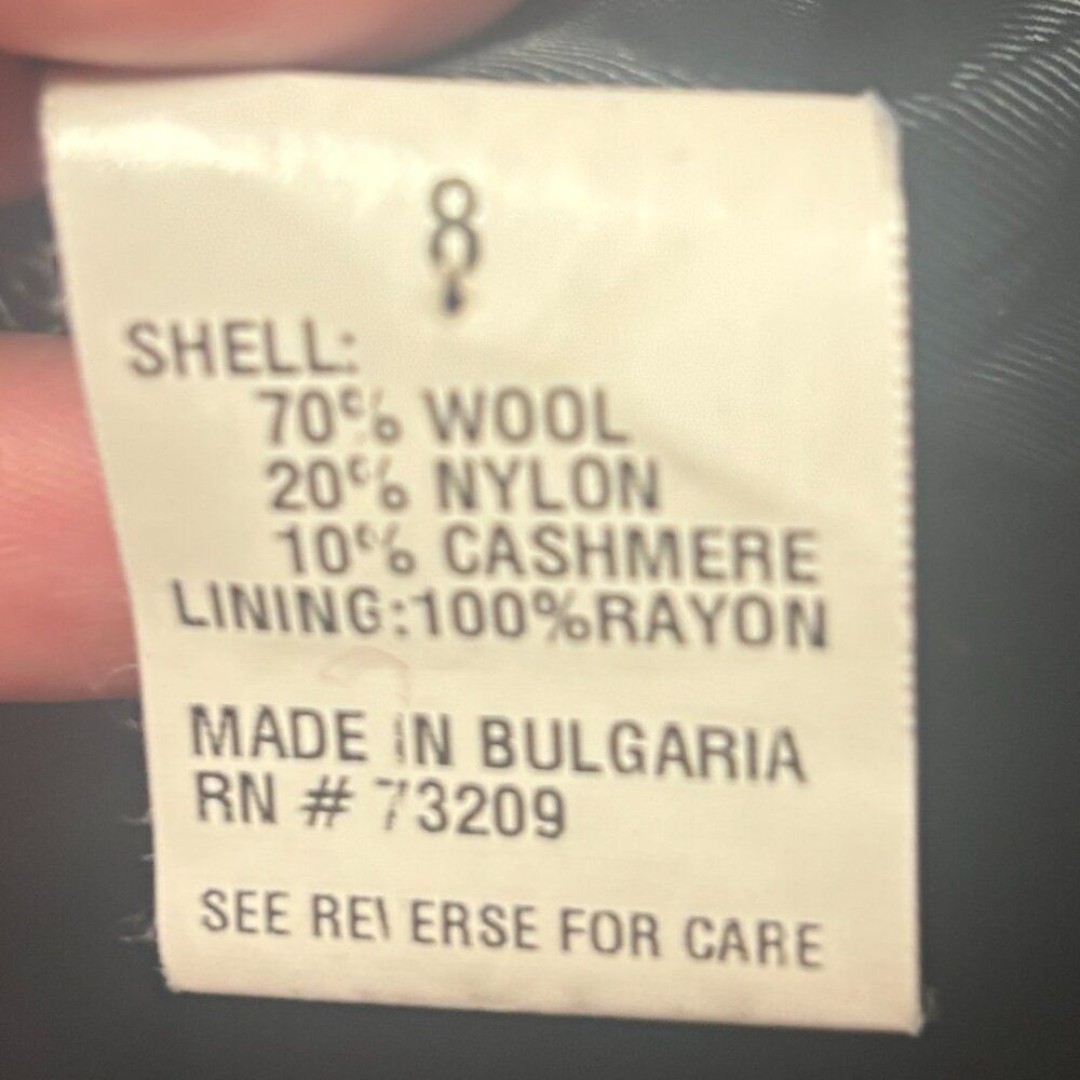 8
SHELL:
70% WOOL
20% NYLON
10% CASHMERE
LINING:100%RAYON
MADE IN BULGARIA
RN # 73209
SEE REVERSE FOR CARE